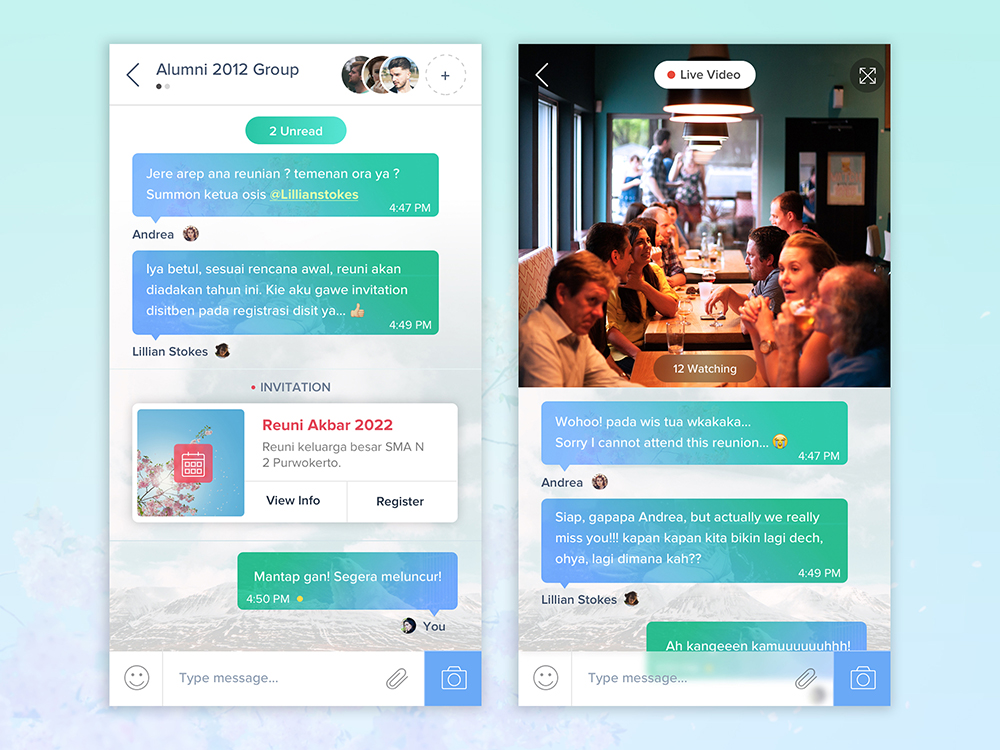 Alumni 2012 Group
+
2 Unread
Jere arep ana reunian ? temenan ora ya ?
Summon ketua osis @Lillianstokes
4:47 PM
Andrea
Iya betul, sesuai rencana awal, reuni akan
diadakan tahun ini. Kie aku gawe invitation
disitben pada registrasi disit ya... 👍
4:49 PM
Lillian Stokes
• INVITATION
Reuni Akbar 2022
Reuni keluarga besar SMA N
2 Purwokerto.
View Info
Register
Mantap gan! Segera meluncur!
4:50 PM
You
Type message...
Live Video
12 Watching
Wohoo! pada wis tua wkakaka...
Sorry I cannot attend this reunion... 😭
4:47 PM
Andrea
Siap, gapapa Andrea, but actually we really
miss you!!! kapan kapan kita bikin lagi dech,
ohya, lagi dimana kah??
4:49 PM
Lillian Stokes
Ah kangeeen kamuuuuuuhhh!
Type message...